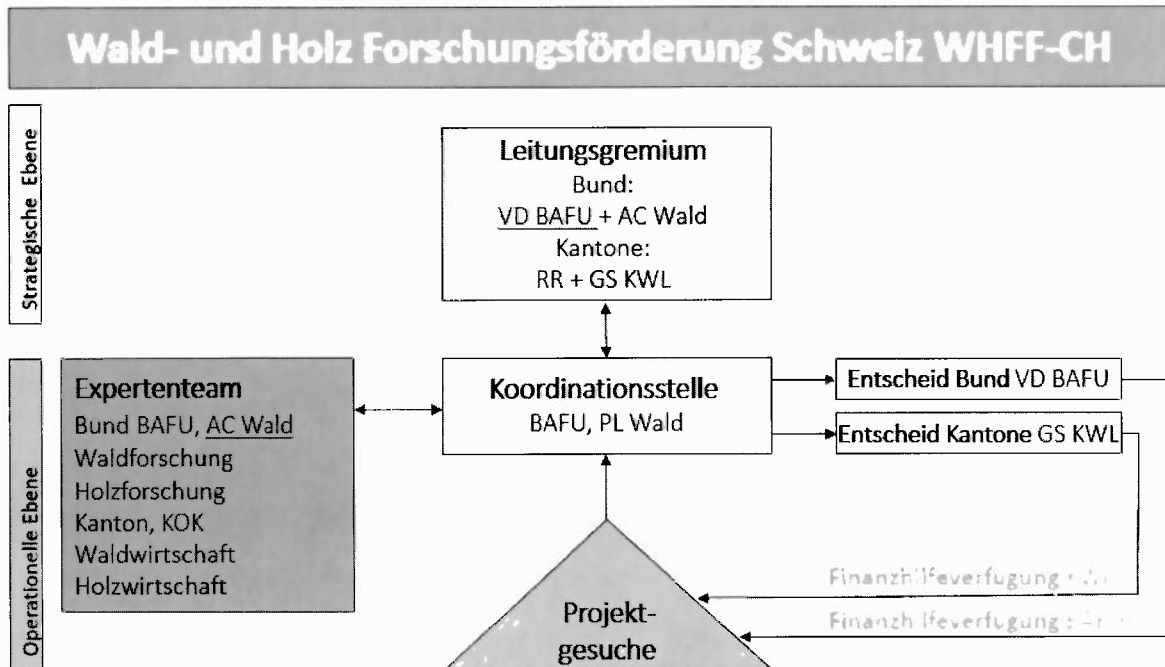 Wald- und Holz Forschungsförderung Schweiz WHFF-CH
Strategische Ebene
Leitungsgremium
Bund:
VD BAFU + AC Wald
Kantone:
RR + GS KWL
Operationelle Ebene
Expertenteam
Bund BAFU, AC Wald
Waldforschung
Holzforschung
Kanton, KOK
Waldwirtschaft
Holzwirtschaft
Koordinationsstelle
BAFU, PL Wald
Entscheid Bund VD BAFU
Entscheid Kantone GS KWL
Finanzhilfeverfugung
Finanzhilfeverfugung
Projekt-
gesuche